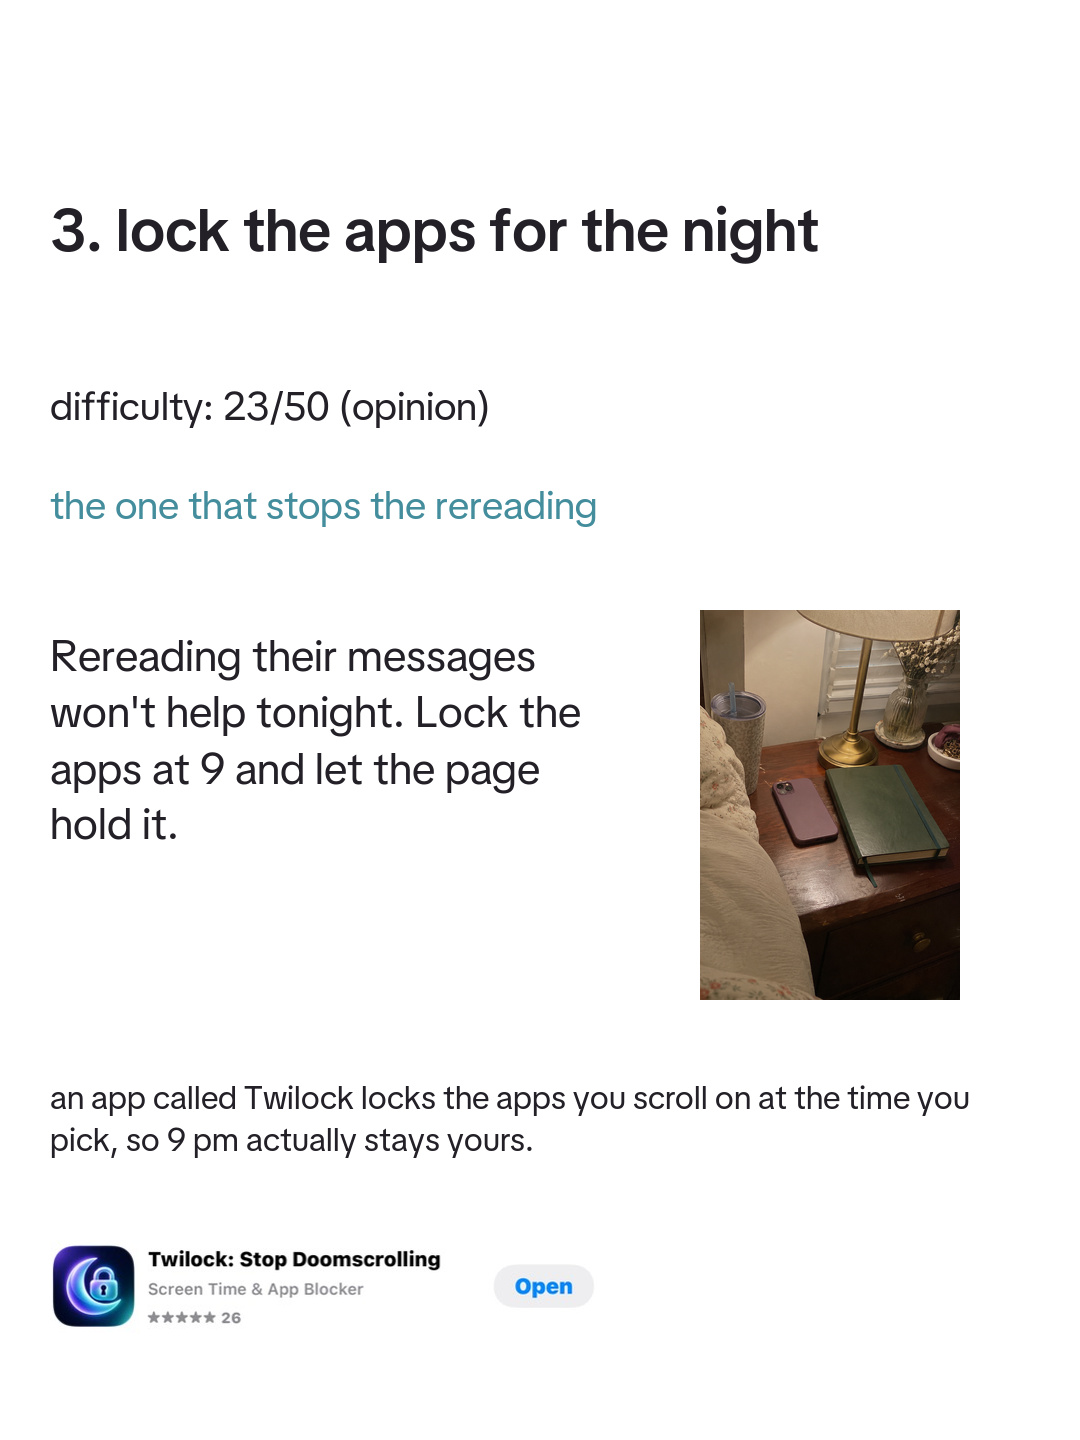 3. lock the apps for the night
difficulty: 23/50 (opinion)
the one that stops the rereading
Rereading their messages
won't help tonight. Lock the
apps at 9 and let the page
hold it.
an app called Twilock locks the apps you scroll on at the time you
pick, so 9 pm actually stays yours.
Twilock: Stop Doomscrolling
Screen Time & App Blocker
★★★★★ 26
Open